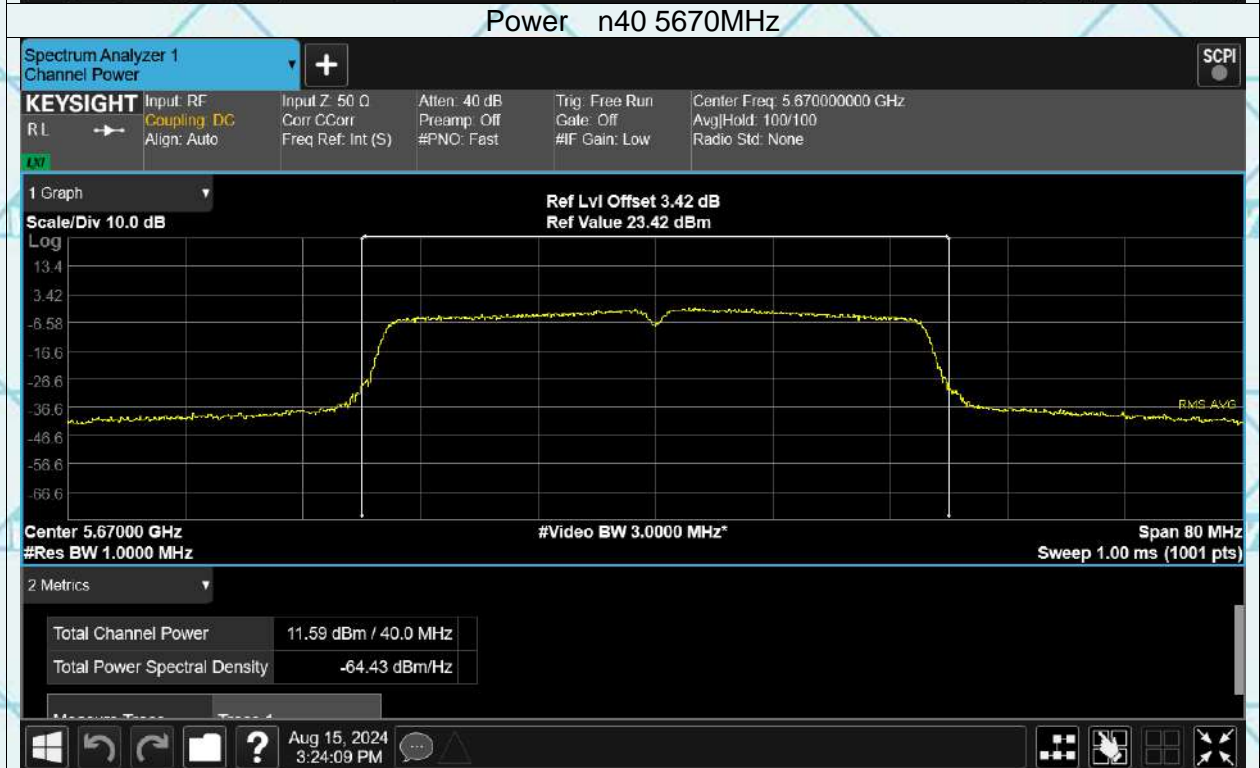 Power n40 5670MHz
Spectrum Analyzer 1
Channel Power
+
SCPI
KEYSIGHT
RL
LXI
Input: RF
Coupling: DC
Align: Auto
Input Z: 50 Ω
Corr CCorr
Freq Ref: Int (S)
Atten: 40 dB
Preamp: Off
#PNO: Fast
Trig: Free Run
Gate: Off
#IF Gain: Low
Center Freq: 5.670000000 GHz
Avg|Hold: 100/100
Radio Std: None
1 Graph
Scale/Div 10.0 dB
Ref Lvl Offset 3.42 dB
Ref Value 23.42 dBm
Log
13.4
3.42
-6.58
-16.6
-26.6
-36.6
-46.6
-56.6
-66.6
RMS AVG
Center 5.67000 GHz
#Video BW 3.0000 MHz*
Span 80 MHz
#Res BW 1.0000 MHz
Sweep 1.00 ms (1001 pts)
2 Metrics
Total Channel Power 11.59 dBm / 40.0 MHz
Total Power Spectral Density -64.43 dBm/Hz
?
Aug 15, 2024
3:24:09 PM